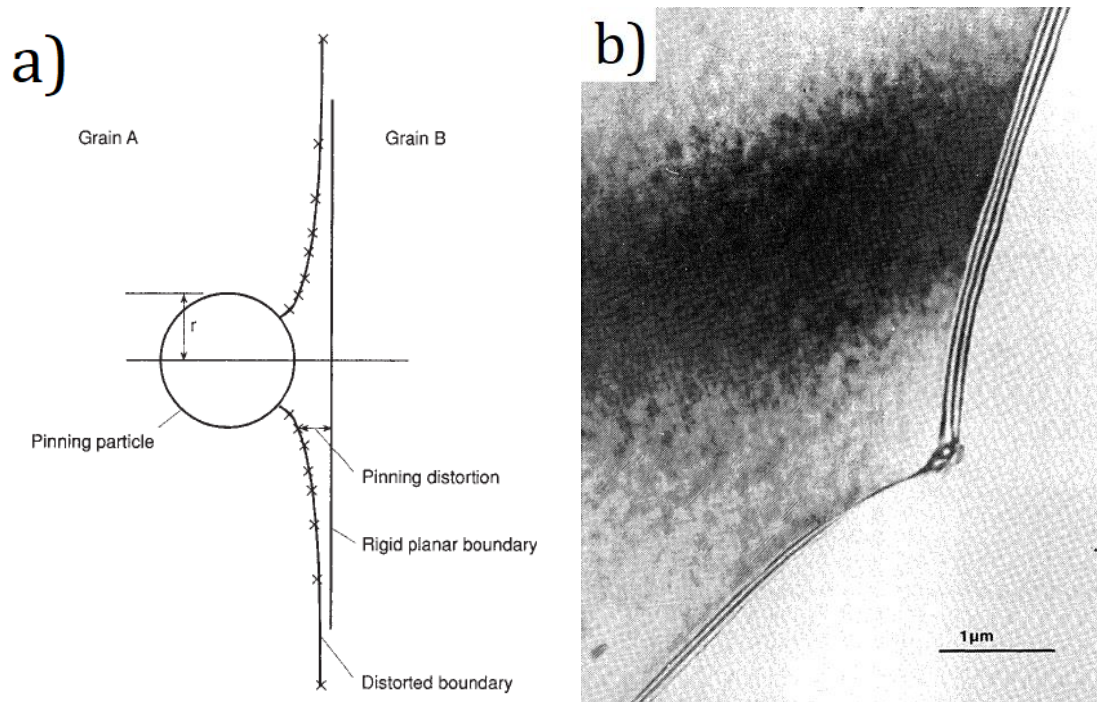 a)
Grain A
Grain B
r
Pinning particle
Pinning distortion
Rigid planar boundary
Distorted boundary
b)
1μm